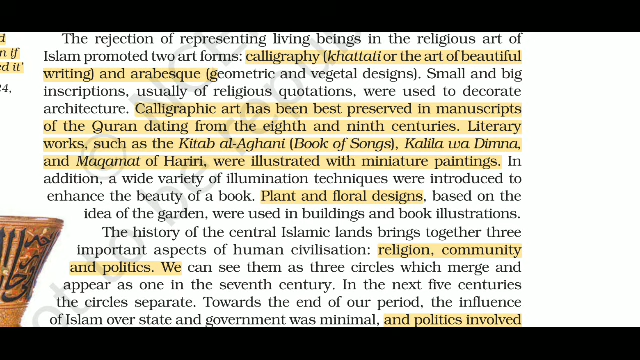 d
n if
ed it'
24,
The rejection of representing living beings in the religious art of
Islam promoted two art forms: calligraphy (khattati or the art of beautiful
writing) and arabesque (geometric and vegetal designs). Small and big
inscriptions, usually of religious quotations, were used to decorate
architecture. Calligraphic art has been best preserved in manuscripts
of the Quran dating from the eighth and ninth centuries. Literary
works, such as the Kitab al-Aghani (Book of Songs), Kalila wa Dimna,
and Maqamat of Hariri, were illustrated with miniature paintings. In
addition, a wide variety of illumination techniques were introduced to
enhance the beauty of a book. Plant and floral designs, based on the
idea of the garden, were used in buildings and book illustrations.
The history of the central Islamic lands brings together three
important aspects of human civilisation: religion, community
and politics. We can see them as three circles which merge and
appear as one in the seventh century. In the next five centuries
the circles separate. Towards the end of our period, the influence
of Islam over state and government was minimal, and politics involved